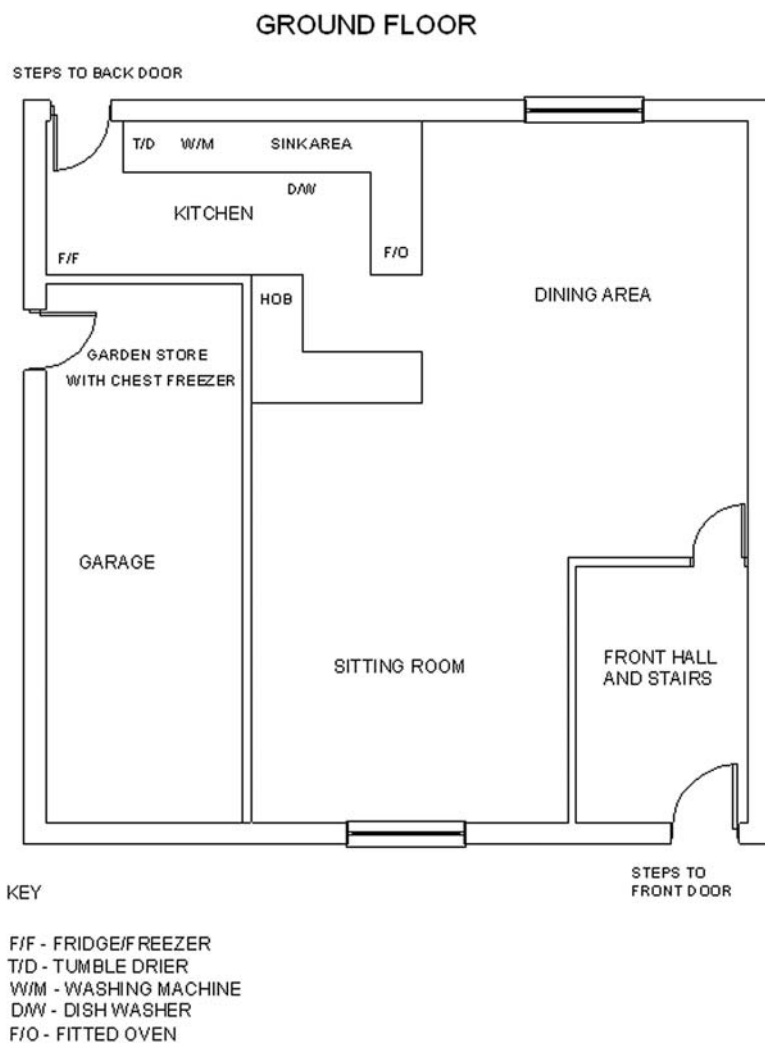 GROUND FLOOR
STEPS TO BACK DOOR
T/D
W/M
SINK AREA
D/W
KITCHEN
F/F
F/O
HOB
DINING AREA
GARDEN STORE
WITH CHEST FREEZER
GARAGE
SITTING ROOM
FRONT HALL
AND STAIRS
STEPS TO
FRONT DOOR
KEY
F/F - FRIDGE/FREEZER
T/D - TUMBLE DRIER
W/M - WASHING MACHINE
D/W - DISH WASHER
F/O - FITTED OVEN